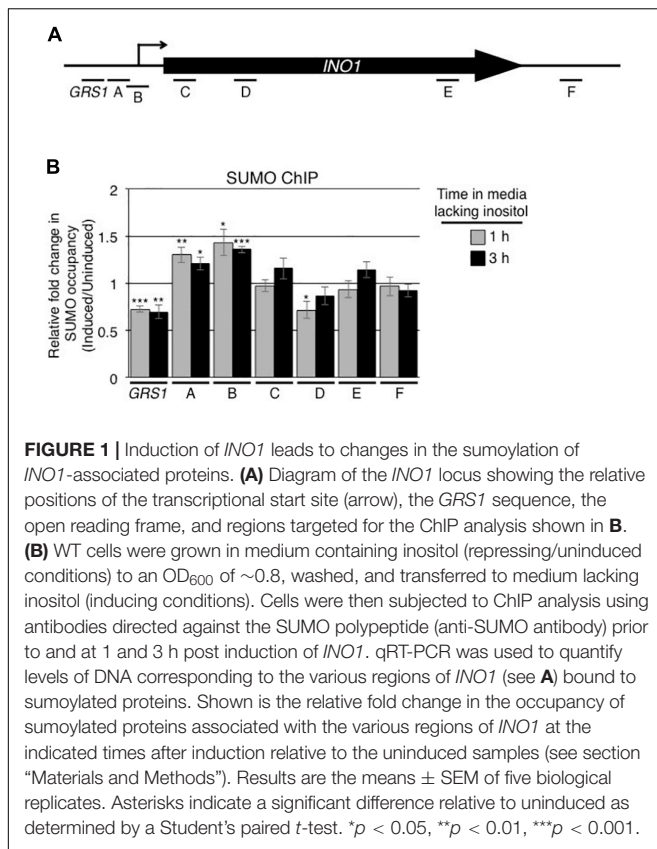 A
INO1
GRS1 A B C D E F
B
SUMO ChIP
Relative fold change in
SUMO occupancy
(Induced/Uninduced)
2
1.5
1
0.5
0
*** ** ** * * *** *
GRS1 A B C D E F
Time in media
lacking inositol
1 h
3 h
FIGURE 1 | Induction of INO1 leads to changes in the sumoylation of
INO1-associated proteins. (A) Diagram of the INO1 locus showing the relative
positions of the transcriptional start site (arrow), the GRS1 sequence, the
open reading frame, and regions targeted for the ChIP analysis shown in B.
(B) WT cells were grown in medium containing inositol (repressing/uninduced
conditions) to an OD600 of ∼0.8, washed, and transferred to medium lacking
inositol (inducing conditions). Cells were then subjected to ChIP analysis using
antibodies directed against the SUMO polypeptide (anti-SUMO antibody) prior
to and at 1 and 3 h post induction of INO1. qRT-PCR was used to quantify
levels of DNA corresponding to the various regions of INO1 (see A) bound to
sumoylated proteins. Shown is the relative fold change in the occupancy of
sumoylated proteins associated with the various regions of INO1 at the
indicated times after induction relative to the uninduced samples (see section
“Materials and Methods”). Results are the means ± SEM of five biological
replicates. Asterisks indicate a significant difference relative to uninduced as
determined by a Student’s paired t-test. *p < 0.05, **p < 0.01, ***p < 0.001.